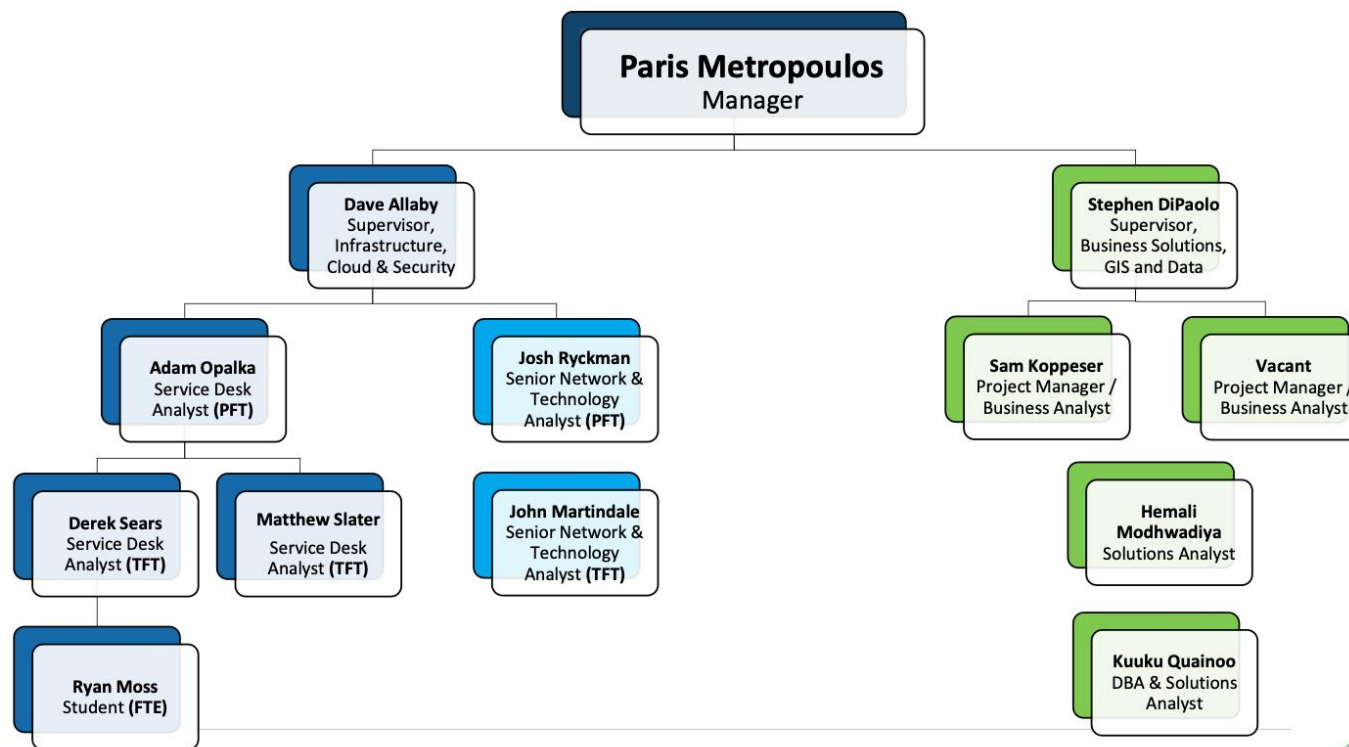 Paris Metropoulos
Manager
Dave Allaby
Supervisor,
Infrastructure,
Cloud & Security
Stephen DiPaolo
Supervisor,
Business Solutions,
GIS and Data
Adam Opalka
Service Desk
Analyst (PFT)
Josh Ryckman
Senior Network &
Technology
Analyst (PFT)
Sam Koppeser
Project Manager /
Business Analyst
Vacant
Project Manager /
Business Analyst
Derek Sears
Service Desk
Analyst (TFT)
Matthew Slater
Service Desk
Analyst (TFT)
John Martindale
Senior Network &
Technology
Analyst (TFT)
Hemali
Modhwadiya
Solutions Analyst
Ryan Moss
Student (FTE)
Kuuku Quainoo
DBA & Solutions
Analyst